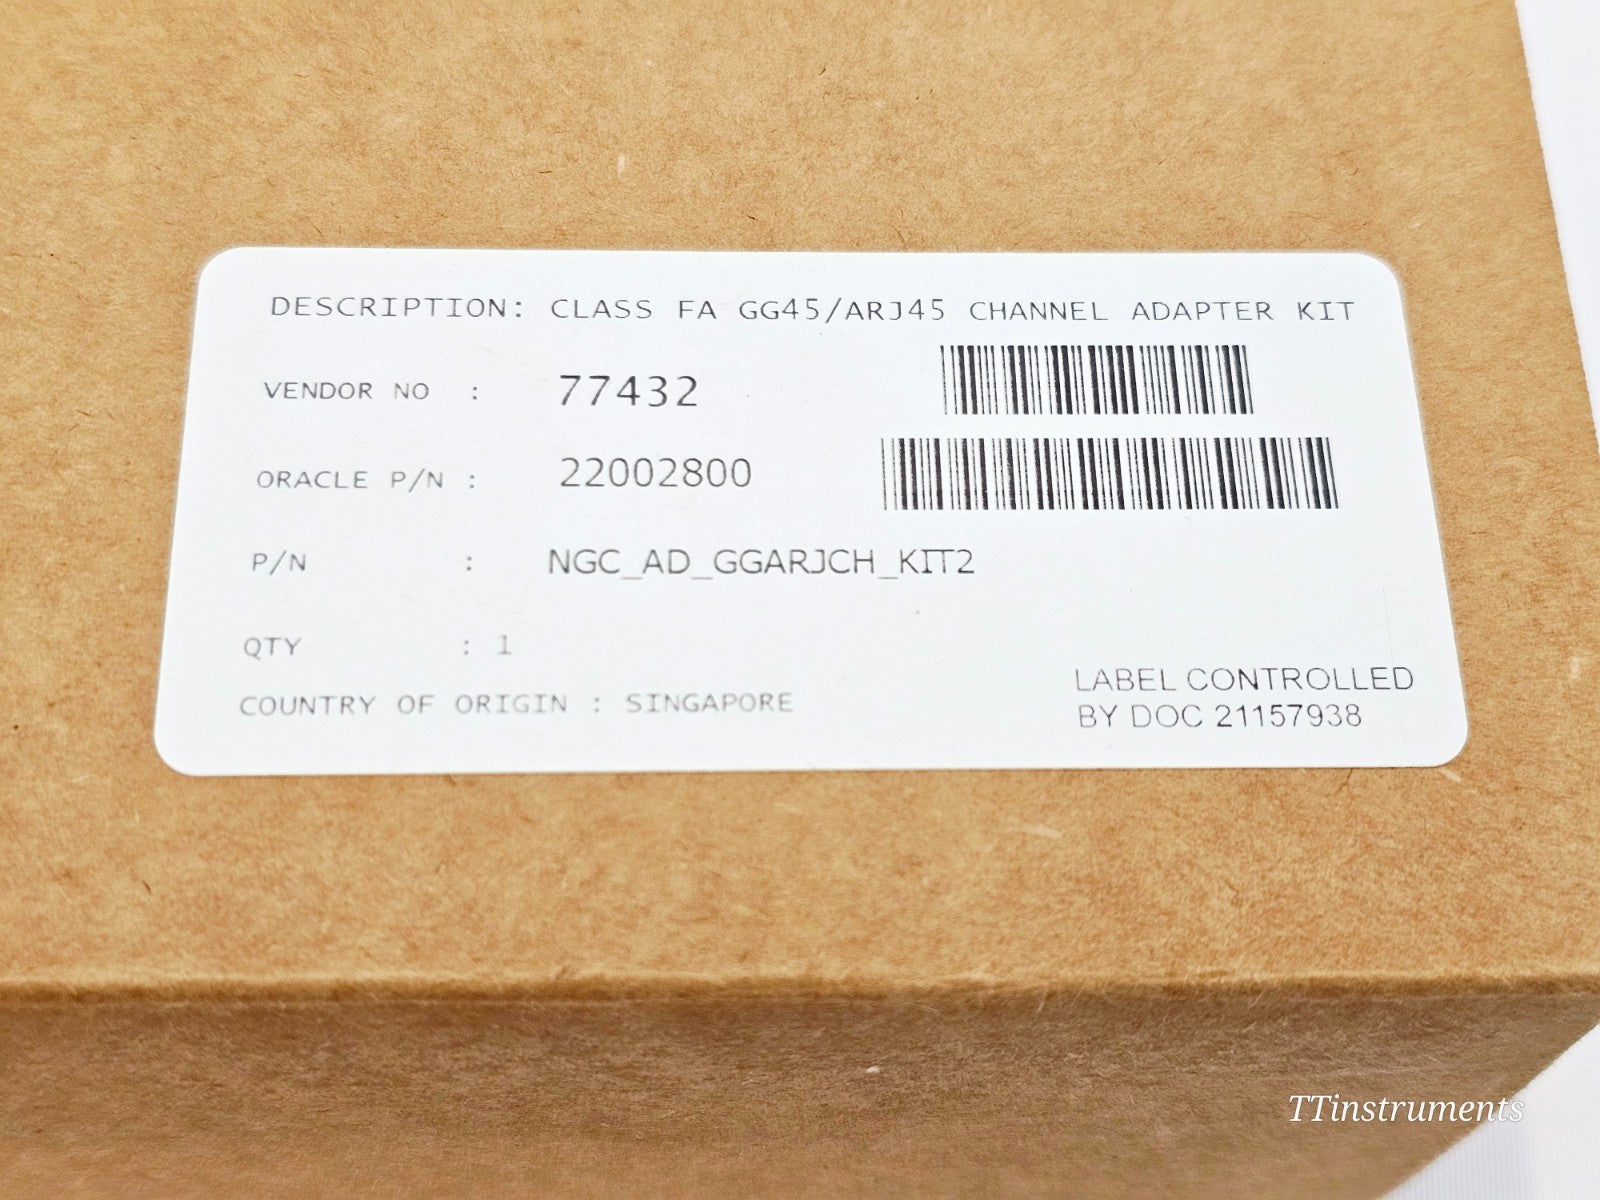 DESCRIPTION: CLASS FA GG45/ARJ45 CHANNEL ADAPTER KIT
VENDOR NO : 77432
ORACLE P/N : 22002800
P/N : NGC_AD_GGARJCH_KIT2
QTY : 1
COUNTRY OF ORIGIN : SINGAPORE
LABEL CONTROLLED
BY DOC 21157938
TTinstruments